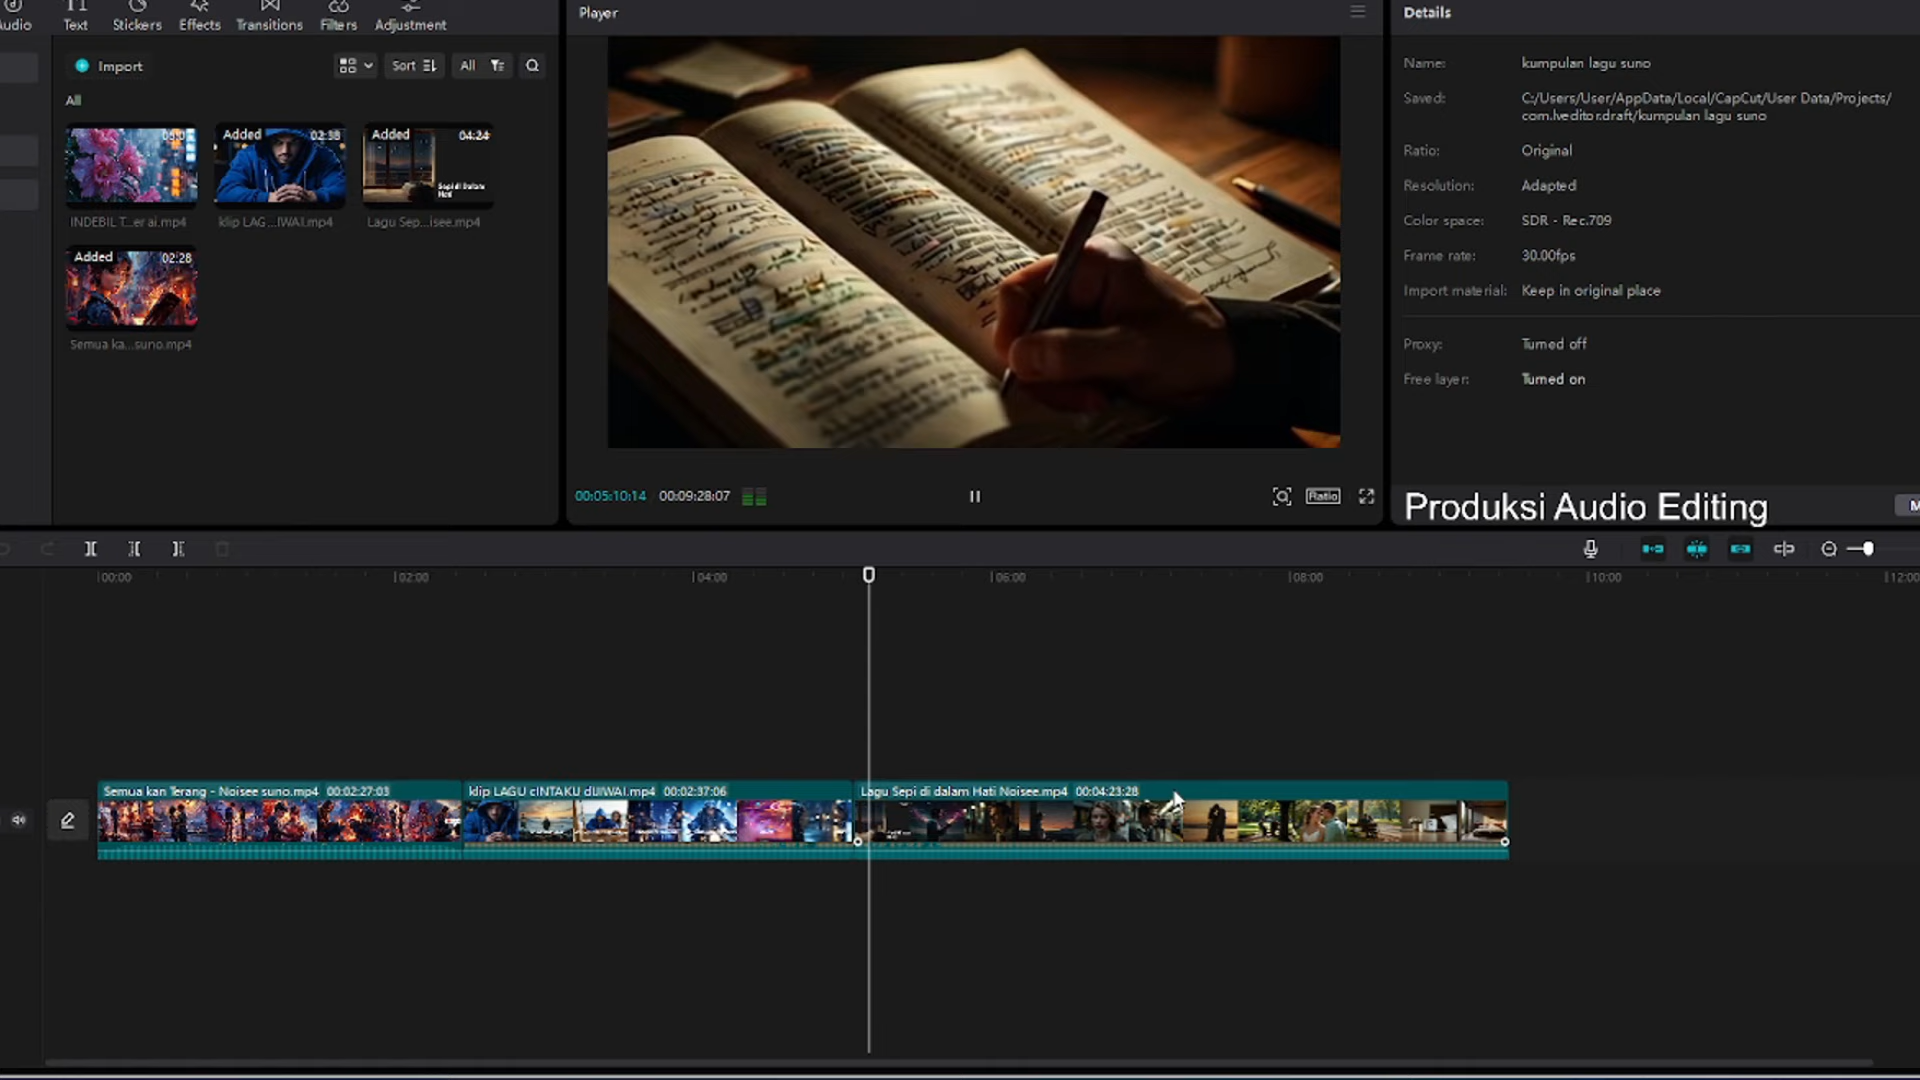 Audio
Text
Stickers
Effects
Transitions
Filters
Adjustment
Import
Sort
All
All
INDEBIL T...er ai.mp4
Added
02:38
klip LAG...IWAI.mp4
Added
04:24
Sepi di Dalam
Hati
Lagu Sep...isee.mp4
Added
02:28
Semua ka...suno.mp4
Player
00:05:10:14
00:09:28:07
Ratio
Details
Name:
kumpulan lagu suno
Saved:
C:/Users/User/AppData/Local/CapCut/User Data/Projects/
com.lveditor.draft/kumpulan lagu suno
Ratio:
Original
Resolution:
Adapted
Color space:
SDR - Rec.709
Frame rate:
30.00fps
Import material:
Keep in original place
Proxy:
Turned off
Free layer:
Turned on
Produksi Audio Editing
M
00:00
02:00
04:00
06:00
08:00
10:00
12:00
Semua kan Terang - Noisee suno.mp4 00:02:27:03
klip LAGU cINTAKU dIJIWAI.mp4 00:02:37:06
Lagu Sepi di dalam Hati Noisee.mp4 00:04:23:28